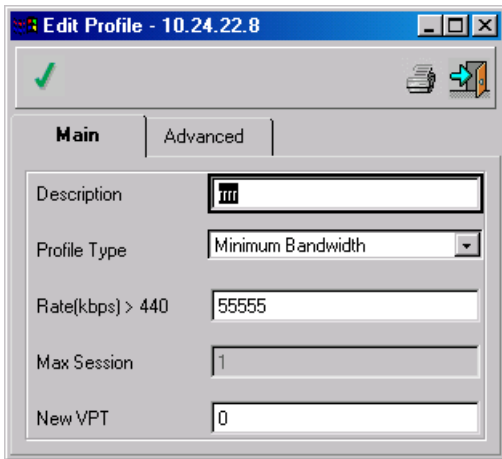 Edit Profile - 10.24.22.8
Main Advanced
Description rrrr
Profile Type Minimum Bandwidth
Rate(kbps) > 440 55555
Max Session 1
New VPT 0